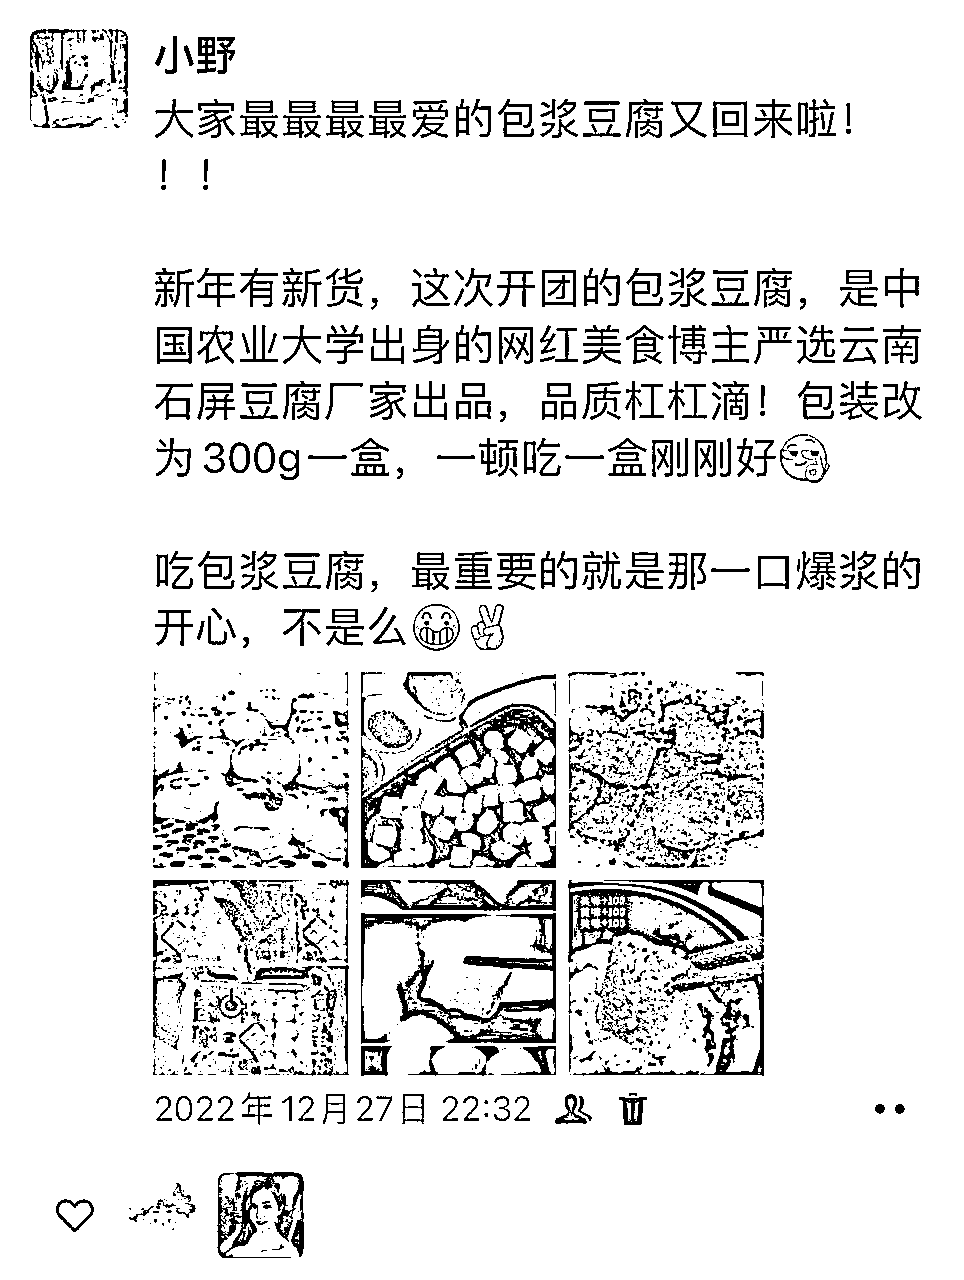 小野
大家最最最最爱的包浆豆腐又回来啦！
！！
新年有新货，这次开团的包浆豆腐，是中
国农业大学出身的网红美食博主严选云南
石屏豆腐厂家出品，品质杠杠滴！包装改
为300g一盒，一顿吃一盒刚刚好
吃包浆豆腐，最重要的就是那一口爆浆的
开心，不是么😁✌
2022年12月27日 22:32